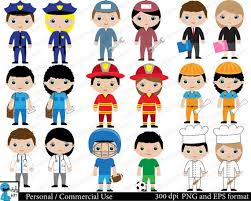 Personal / Commercial Use
300 dpi PNG and EPS format